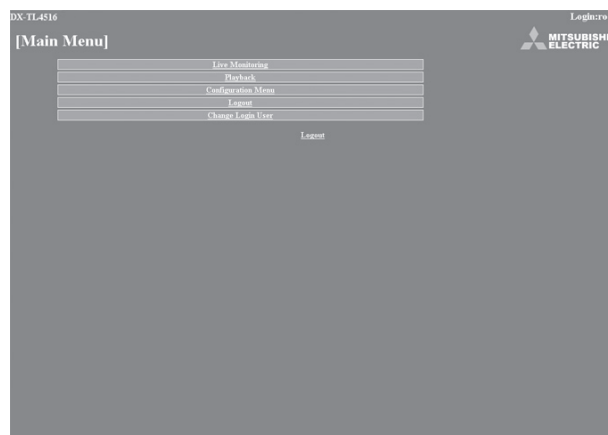 DX-TL4516
Login:ro
[Main Menu]
MITSUBISHI
ELECTRIC
Live Monitoring
Playback
Configuration Menu
Logout
Change Login User
Logout